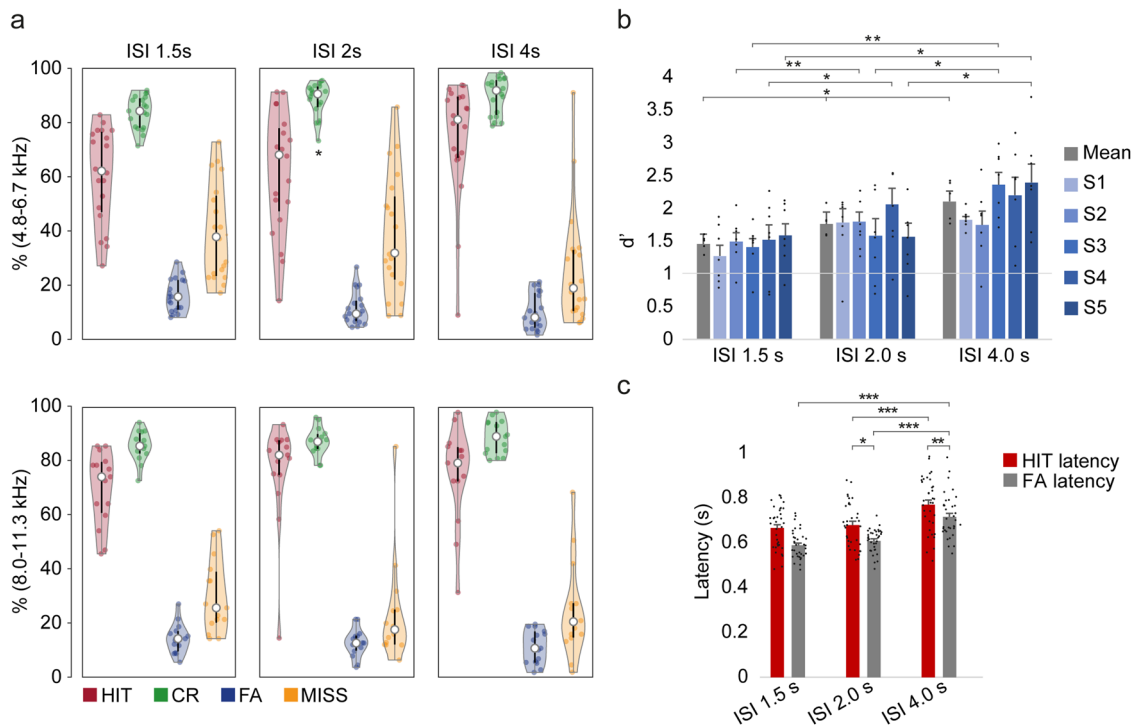 a
ISI 1.5s
ISI 2s
ISI 4s
% (4.8-6.7 kHz)
100
80
60
40
20
0
*
% (8.0-11.3 kHz)
100
80
60
40
20
0
HIT
CR
FA
MISS
b
**
*
** *
* *
*
d'
4
3.5
3
2.5
2
1.5
1
0.5
0
ISI 1.5 s
ISI 2.0 s
ISI 4.0 s
Mean
S1
S2
S3
S4
S5
c
***
***
***
* **
Latency (s)
1
0.8
0.6
0.4
0.2
0
ISI 1.5 s
ISI 2.0 s
ISI 4.0 s
HIT latency
FA latency